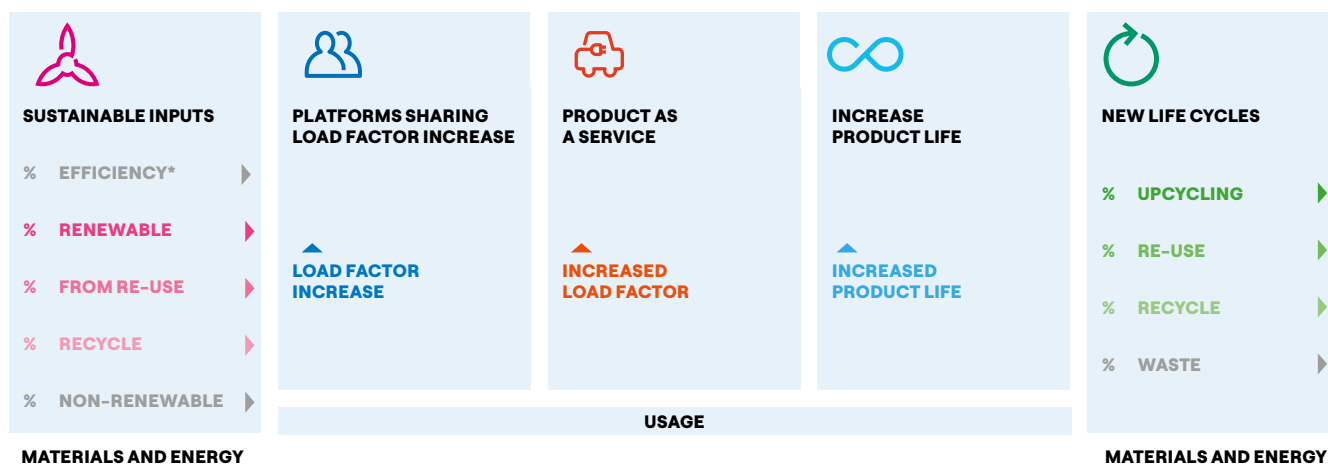 SUSTAINABLE INPUTS
% EFFICIENCY*
% RENEWABLE
% FROM RE-USE
% RECYCLE
% NON-RENEWABLE
MATERIALS AND ENERGY
PLATFORMS SHARING
LOAD FACTOR INCREASE
LOAD FACTOR
INCREASE
PRODUCT AS
A SERVICE
INCREASED
LOAD FACTOR
INCREASE
PRODUCT LIFE
INCREASED
PRODUCT LIFE
USAGE
NEW LIFE CYCLES
% UPCYCLING
% RE-USE
% RECYCLE
% WASTE
MATERIALS AND ENERGY